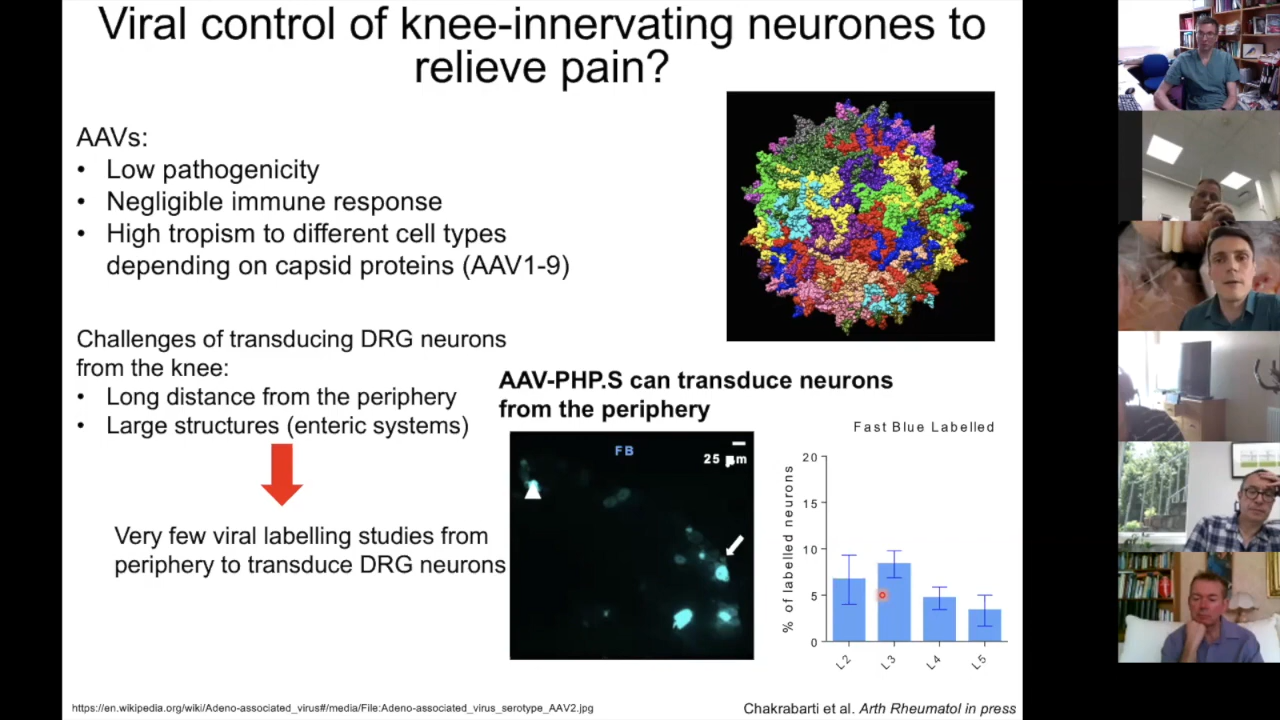 Viral control of knee-innervating neurones to
relieve pain?
AAVs:
• Low pathogenicity
• Negligible immune response
• High tropism to different cell types
depending on capsid proteins (AAV1-9)
Challenges of transducing DRG neurons
from the knee:
• Long distance from the periphery
• Large structures (enteric systems)
Very few viral labelling studies from
periphery to transduce DRG neurons
AAV-PHP.S can transduce neurons
from the periphery
FB
25 µm
Fast Blue Labelled
% of labelled neurons
20
15
10
5
0
L2
L3
L4
L5
https://en.wikipedia.org/wiki/Adeno-associated_virus#/media/File:Adeno-associated_virus_serotype_AAV2.jpg
Chakrabarti et al. Arth Rheumatol in press